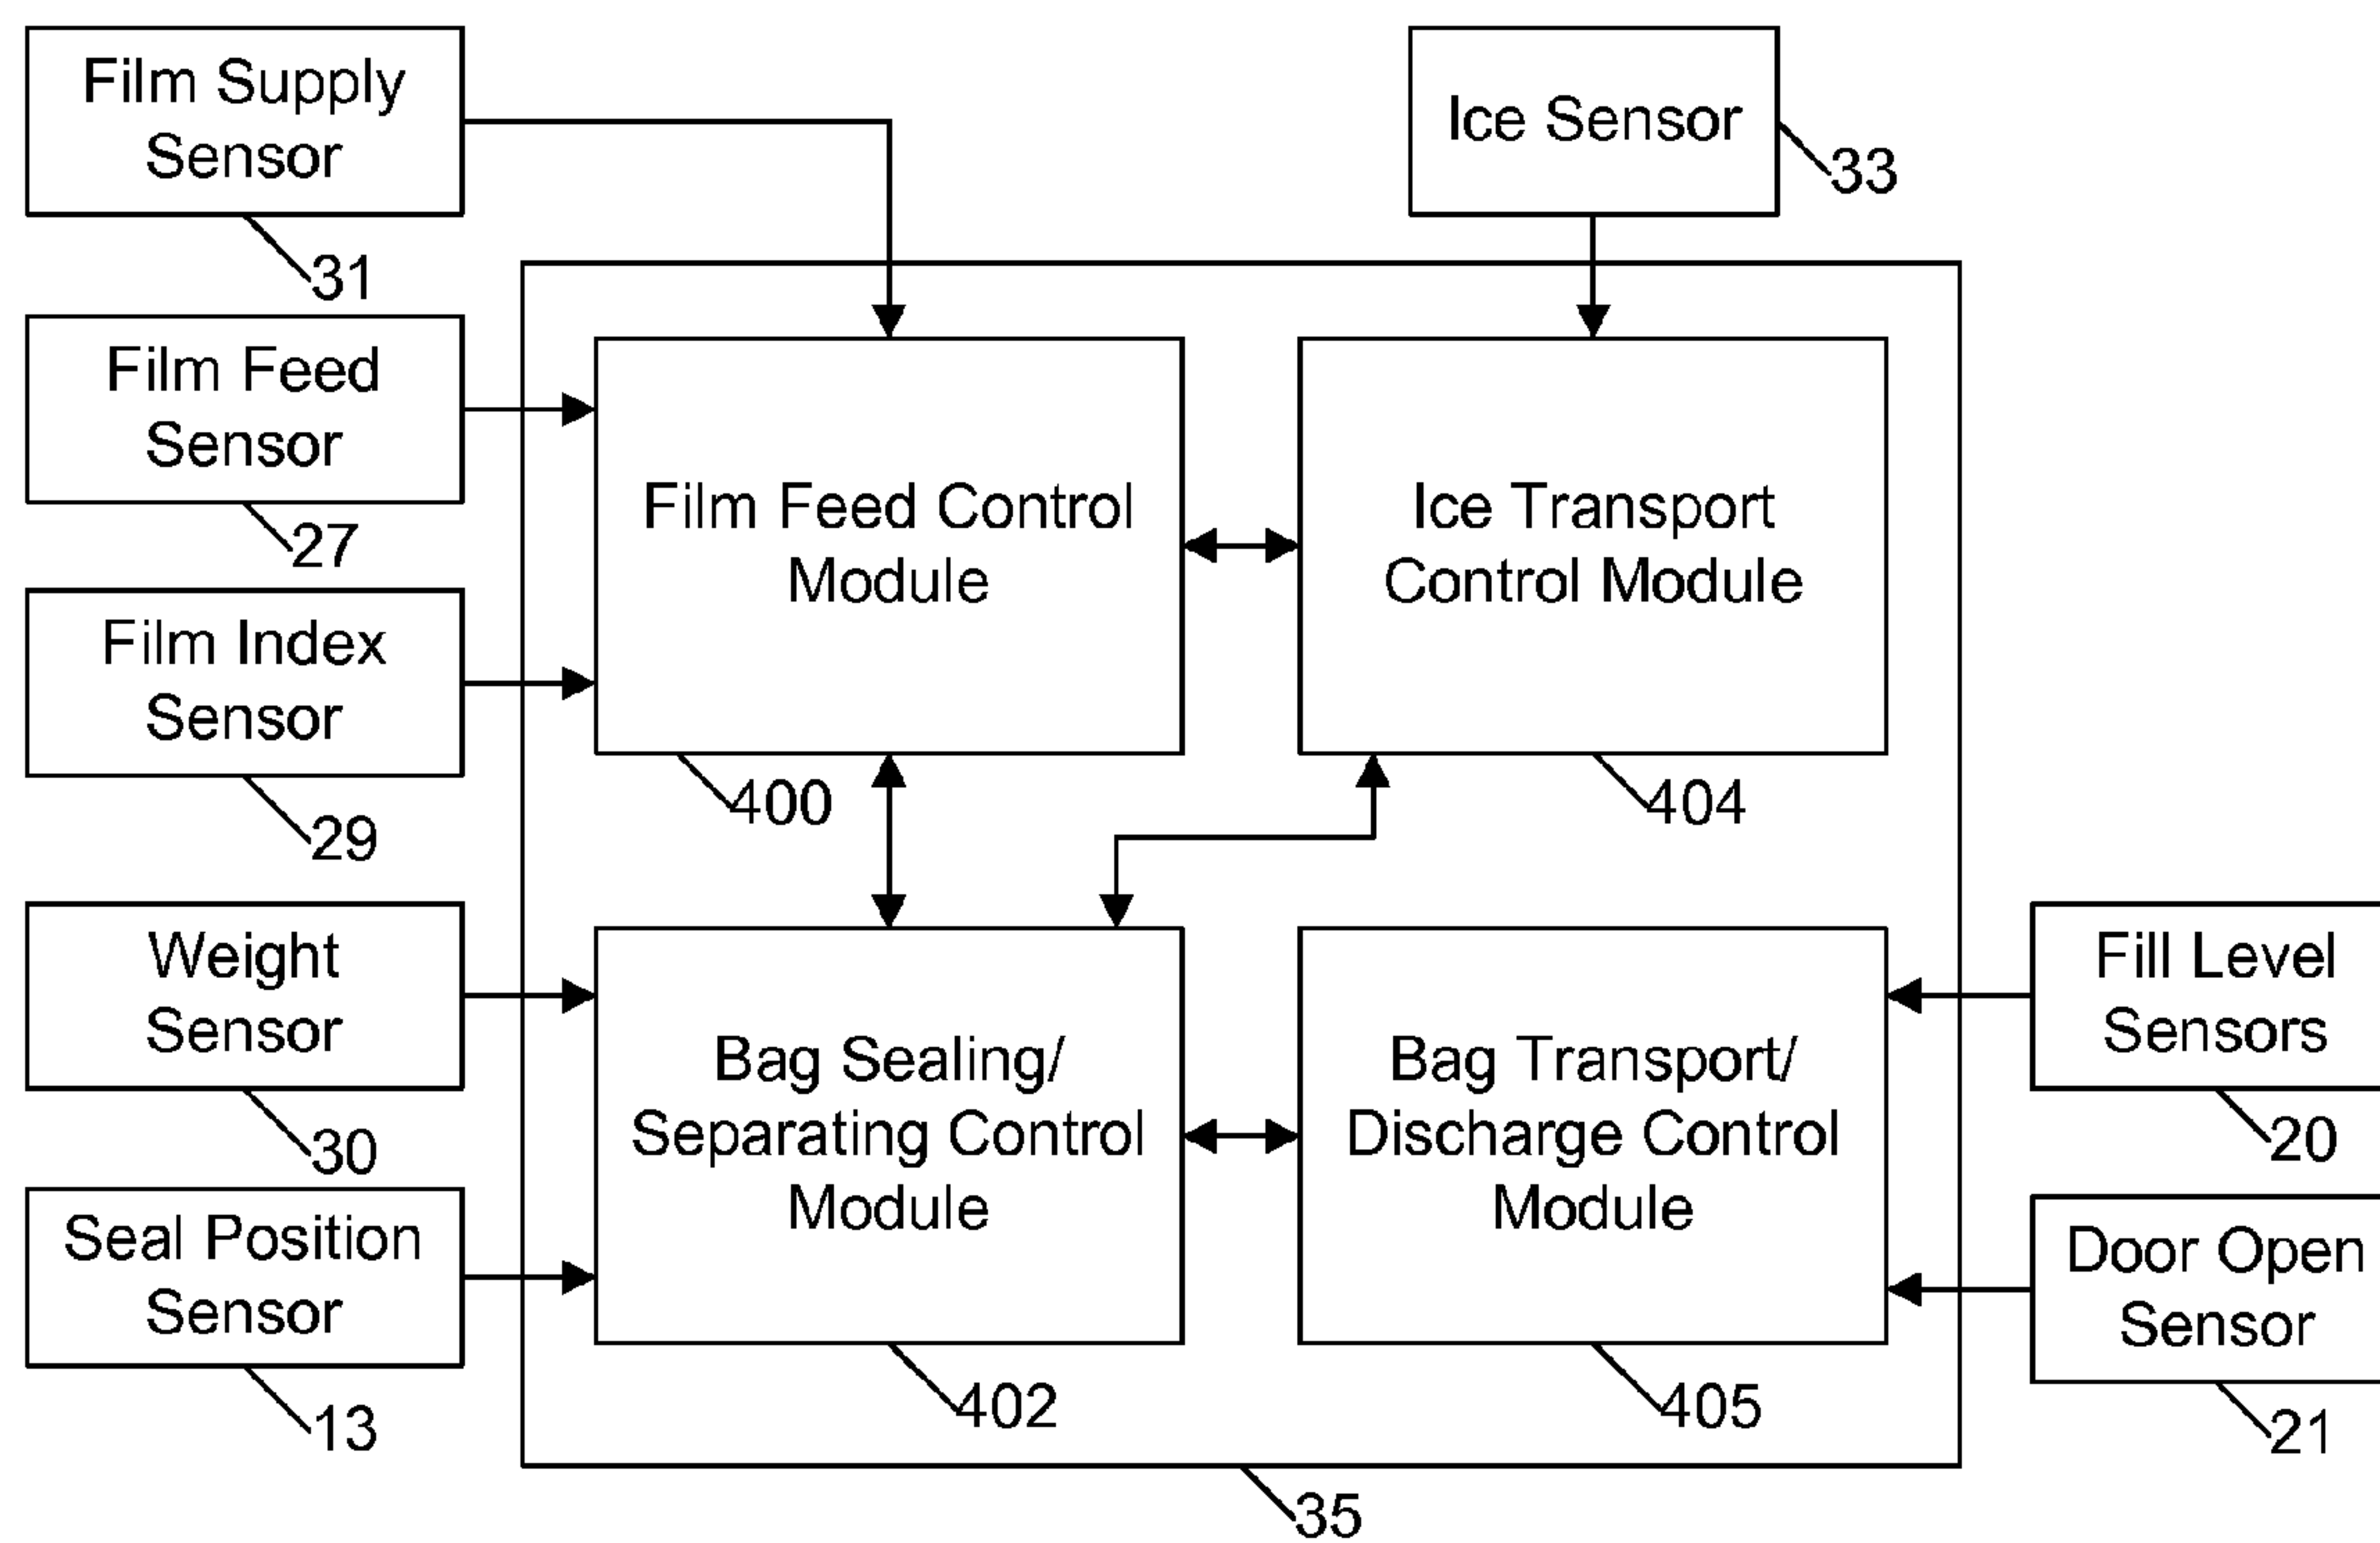 Film Supply
Sensor
31
Ice Sensor
33
Film Feed
Sensor
27
Film Index
Sensor
29
Film Feed Control
Module
400
Ice Transport
Control Module
404
Weight
Sensor
30
Seal Position
Sensor
13
Bag Sealing/
Separating Control
Module
402
Bag Transport/
Discharge Control
Module
405
Fill Level
Sensors
20
Door Open
Sensor
21
35